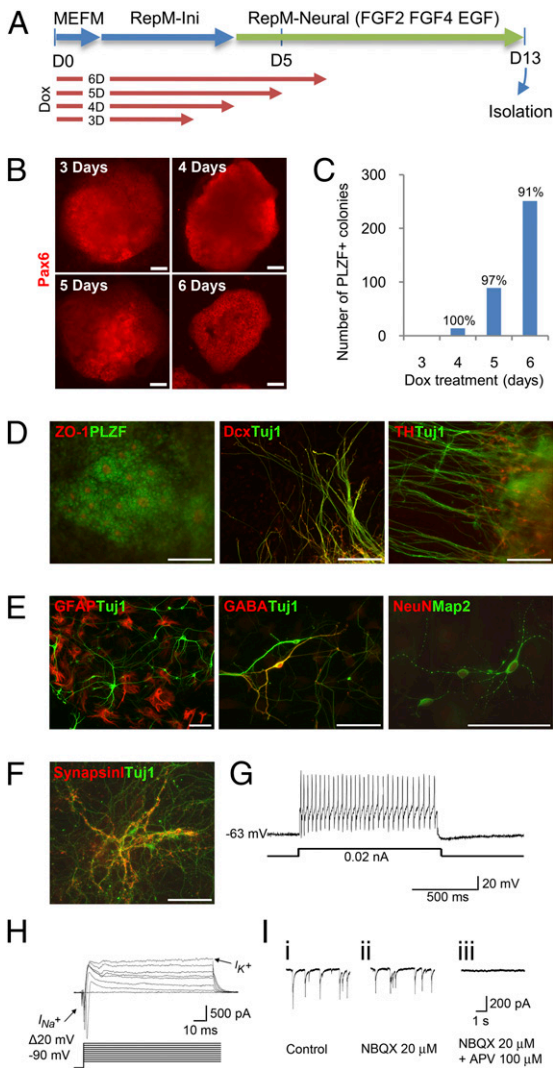 A
MEFM RepM-Ini RepM-Neural (FGF2 FGF4 EGF)
D0 D5 D13
Dox
6D
5D
4D
3D
Isolation
B
Pax6
3 Days 4 Days
5 Days 6 Days
C
Number of PLZF+ colonies
300
200
100
0
100%
97%
91%
3 4 5 6
Dox treatment (days)
D
ZO-1PLZF DcxTuj1 THTuj1
E
GFAPTuj1 GABATuj1 NeuNMap2
F
SynapsinITuj1
G
-63 mV
0.02 nA
20 mV
500 ms
H
IK+
INa+
500 pA
10 ms
Δ20 mV
-90 mV
I
i ii iii
200 pA
1 s
Control NBQX 20 μM NBQX 20 μM
+ APV 100 μM